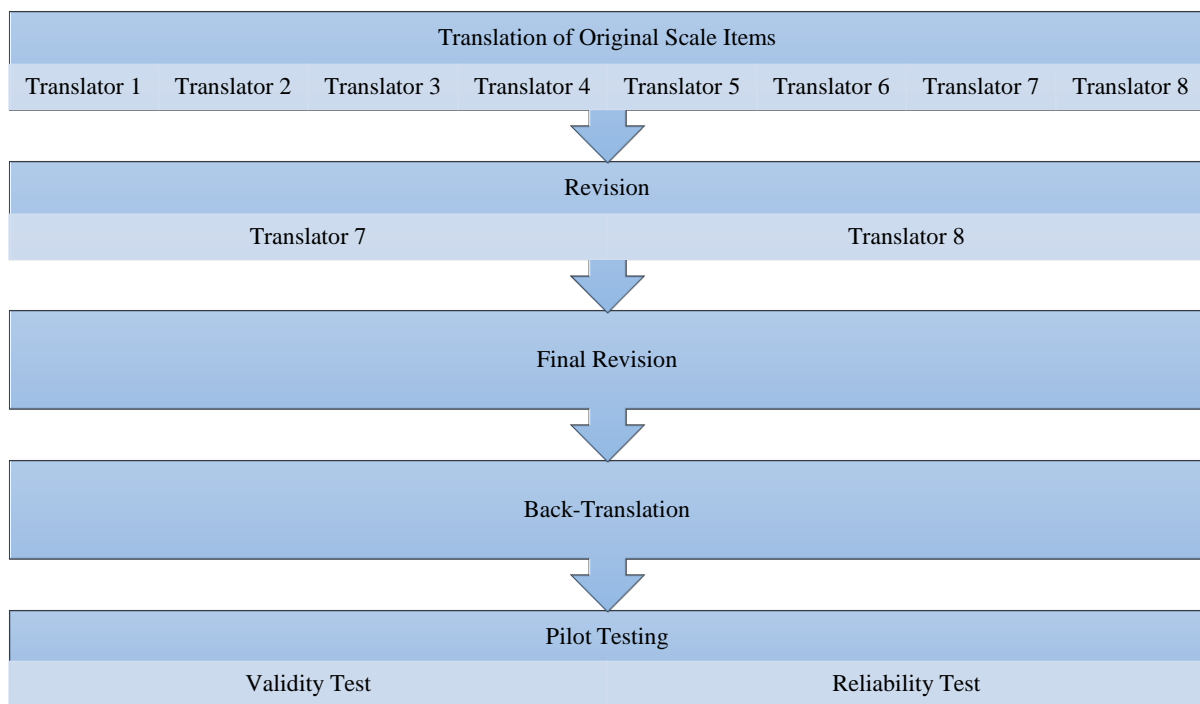 Translation of Original Scale Items
Translator 1 Translator 2 Translator 3 Translator 4 Translator 5 Translator 6 Translator 7 Translator 8
Revision
Translator 7 Translator 8
Final Revision
Back-Translation
Pilot Testing
Validity Test Reliability Test